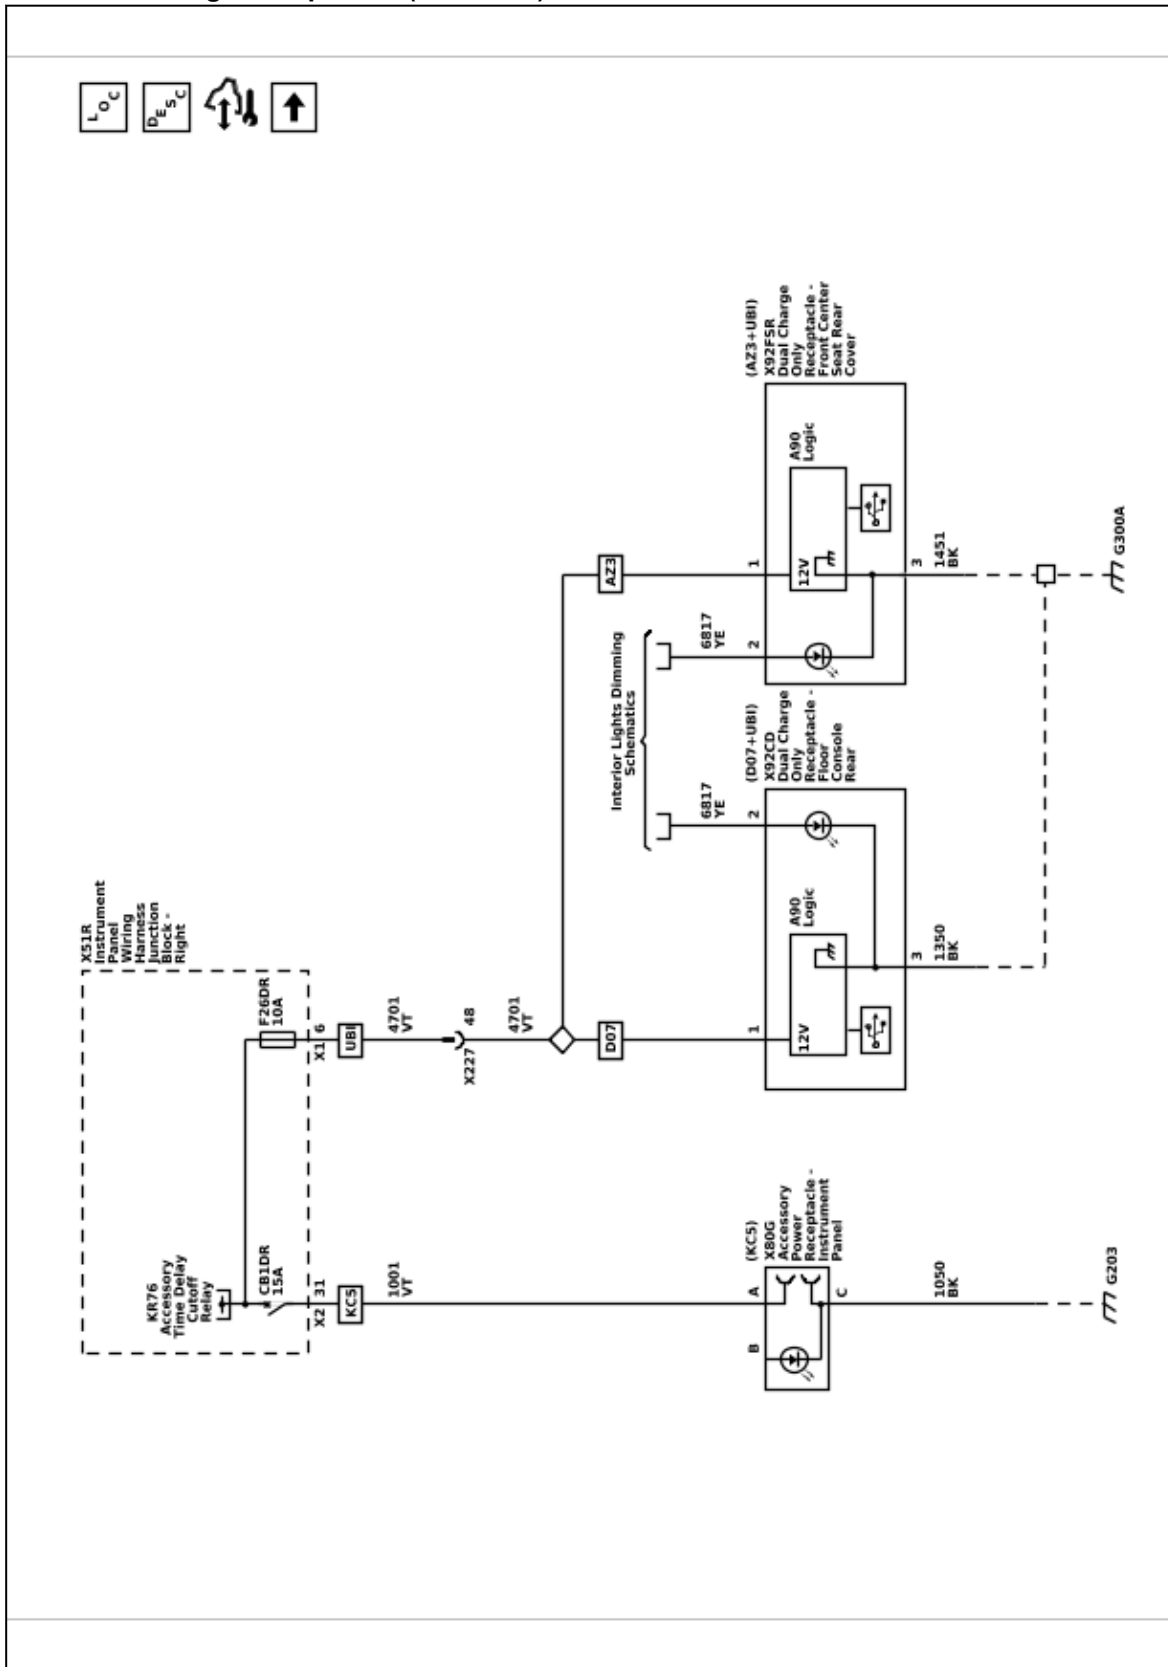 LOC
DESC
X51R
Instrument
Panel
Wiring
Harness
Junction
Block -
Right
KR76
Accessory
Time Delay
Cutoff
Relay
CB1DR
15A
F26DR
10A
X2 31
X1 6
KC5
UBI
1001
VT
4701
VT
X227
48
4701
VT
D07
AZ3
Interior Lights Dimming
Schematics
6817
YE
6817
YE
(KC5)
X80G
Accessory
Power
Receptacle -
Instrument
Panel
B
A
C
1050
BK
G203
(D07+UBI)
X92CD
Dual Charge
Only
Receptacle -
Floor
Console
Rear
1
2
12V
A90
Logic
3
1350
BK
(AZ3+UBI)
X92FSR
Dual Charge
Only
Receptacle -
Front Center
Seat Rear
Cover
2
1
12V
A90
Logic
3
1451
BK
G300A